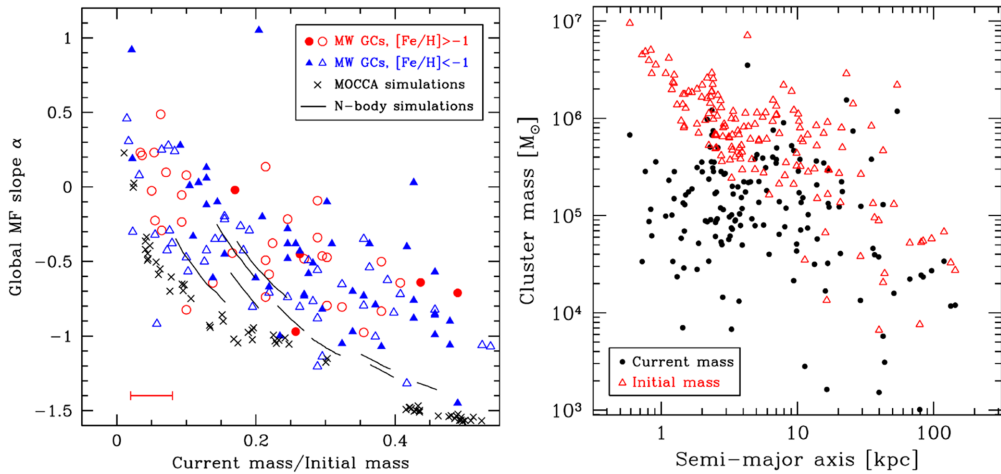 1
0.5
0
−0.5
−1
−1.5
Global MF slope α
MW GCs, [Fe/H]>−1
MW GCs, [Fe/H]<−1
MOCCA simulations
N-body simulations
0
0.2
0.4
Current mass/Initial mass
10⁷
10⁶
10⁵
10⁴
10³
Cluster mass [M⊙]
Current mass
Initial mass
1
10
100
Semi-major axis [kpc]